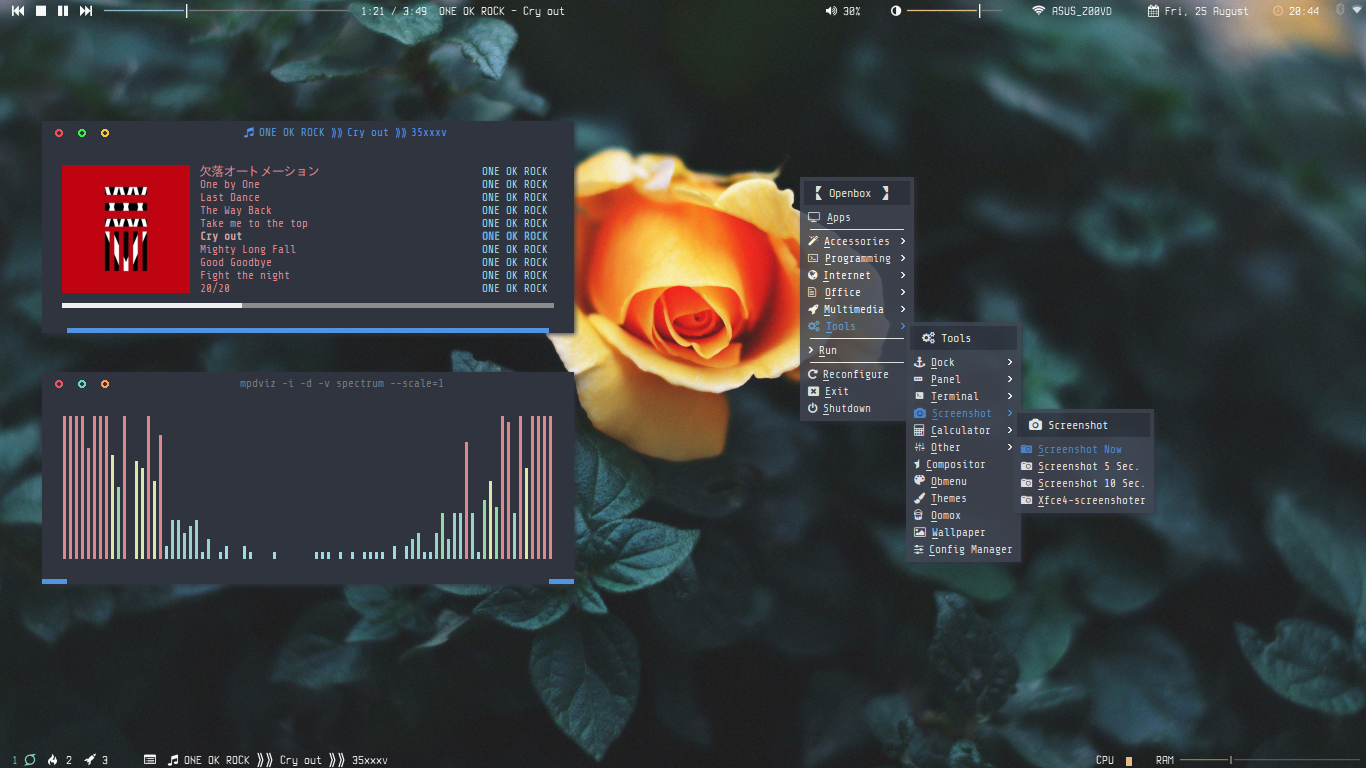 1:21 / 3:49 ONE OK ROCK - Cry out 30% ASUS_Z00VD Fri, 25 August 20:44
ONE OK ROCK ⟫ Cry out ⟫ 35xxxv
欠落オートメーション ONE OK ROCK
One by One ONE OK ROCK
Last Dance ONE OK ROCK
The Way Back ONE OK ROCK
Take me to the top ONE OK ROCK
Cry out ONE OK ROCK
Mighty Long Fall ONE OK ROCK
Good Goodbye ONE OK ROCK
Fight the night ONE OK ROCK
20/20 ONE OK ROCK
mpdviz -i -d -v spectrum --scale=1
Openbox
Apps
Accessories
Programming
Internet
Office
Multimedia
Tools
Run
Reconfigure
Exit
Shutdown
Tools
Dock
Panel
Terminal
Screenshot
Calculator
Other
Compositor
Obmenu
Themes
Oomox
Wallpaper
Config Manager
Screenshot
Screenshot Now
Screenshot 5 Sec.
Screenshot 10 Sec.
Xfce4-screenshoter
1 2 3 ONE OK ROCK ⟫ Cry out ⟫ 35xxxv CPU RAM